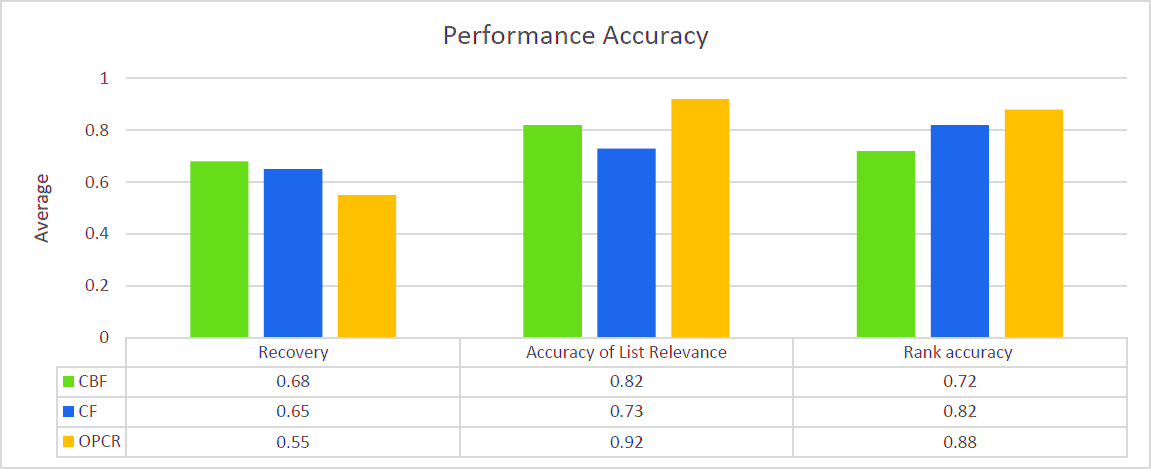 Performance Accuracy
1
0.8
0.6
0.4
0.2
0
Average
Recovery Accuracy of List Relevance Rank accuracy
CBF 0.68 0.82 0.72
CF 0.65 0.73 0.82
OPCR 0.55 0.92 0.88